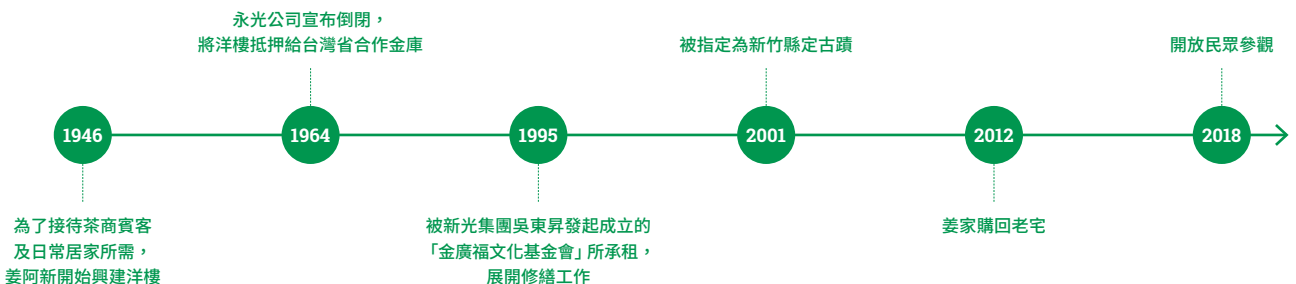 1946
為了接待茶商賓客
及日常居家所需，
姜阿新開始興建洋樓
永光公司宣布倒閉，
將洋樓抵押給台灣省合作金庫
1964
1995
被新光集團吳東昇發起成立的
「金廣福文化基金會」所承租，
展開修繕工作
被指定為新竹縣定古蹟
2001
2012
姜家購回老宅
開放民眾參觀
2018